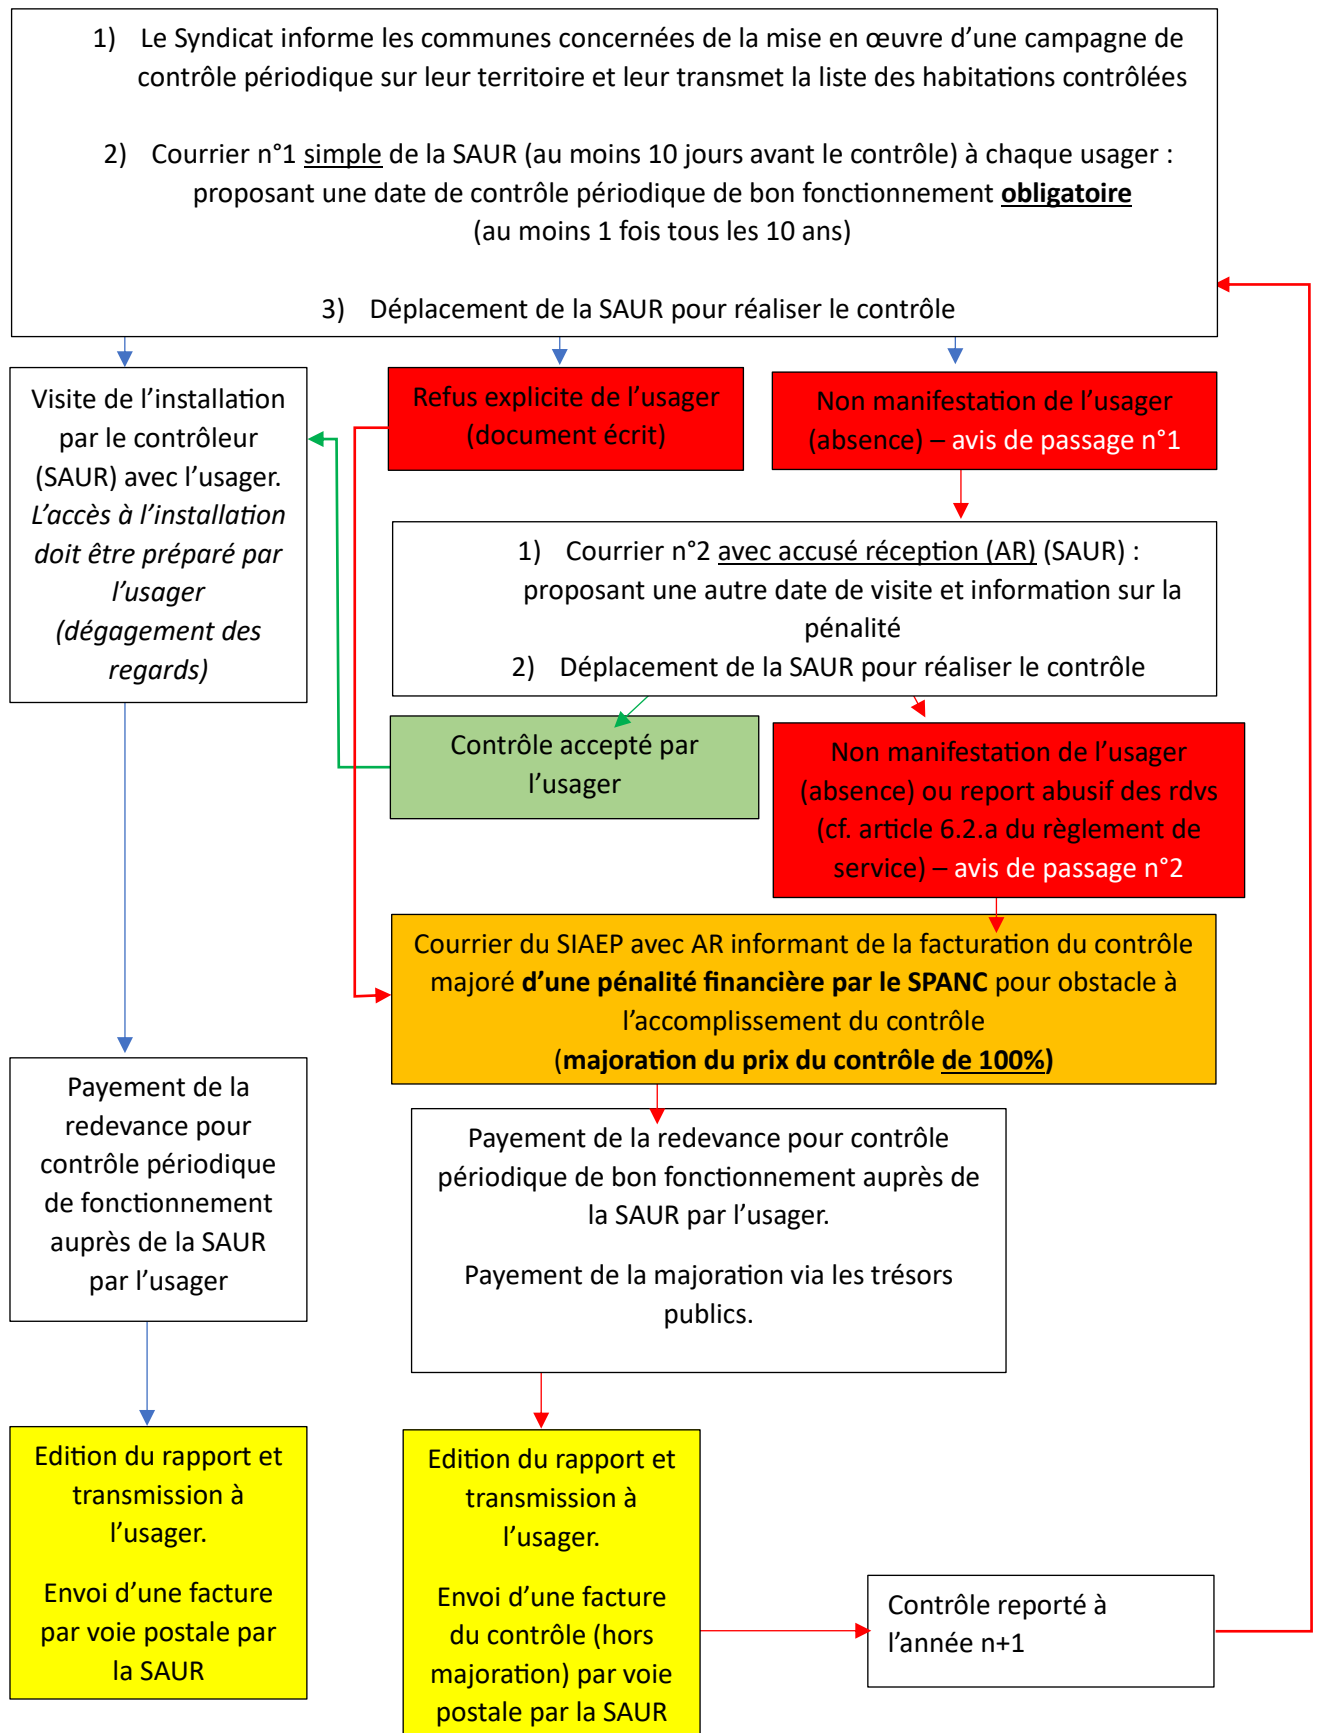 1) Le Syndicat informe les communes concernées de la mise en œuvre d’une campagne de
contrôle périodique sur leur territoire et leur transmet la liste des habitations contrôlées
2) Courrier n°1 simple de la SAUR (au moins 10 jours avant le contrôle) à chaque usager :
proposant une date de contrôle périodique de bon fonctionnement obligatoire
(au moins 1 fois tous les 10 ans)
3) Déplacement de la SAUR pour réaliser le contrôle
Visite de l’installation
par le contrôleur
(SAUR) avec l’usager.
L’accès à l’installation
doit être préparé par
l’usager
(dégagement des
regards)
Refus explicite de l’usager
(document écrit)
Non manifestation de l’usager
(absence) – avis de passage n°1
1) Courrier n°2 avec accusé réception (AR) (SAUR) :
proposant une autre date de visite et information sur la
pénalité
2) Déplacement de la SAUR pour réaliser le contrôle
Contrôle accepté par
l’usager
Non manifestation de l’usager
(absence) ou report abusif des rdvs
(cf. article 6.2.a du règlement de
service) – avis de passage n°2
Courrier du SIAEP avec AR informant de la facturation du contrôle
majoré d’une pénalité financière par le SPANC pour obstacle à
l’accomplissement du contrôle
(majoration du prix du contrôle de 100%)
Payement de la
redevance pour
contrôle périodique
de fonctionnement
auprès de la SAUR
par l’usager
Payement de la redevance pour contrôle
périodique de bon fonctionnement auprès de
la SAUR par l’usager.
Payement de la majoration via les trésors
publics.
Edition du rapport et
transmission à
l’usager.
Envoi d’une facture
par voie postale par
la SAUR
Edition du rapport et
transmission à
l’usager.
Envoi d’une facture
du contrôle (hors
majoration) par voie
postale par la SAUR
Contrôle reporté à
l’année n+1